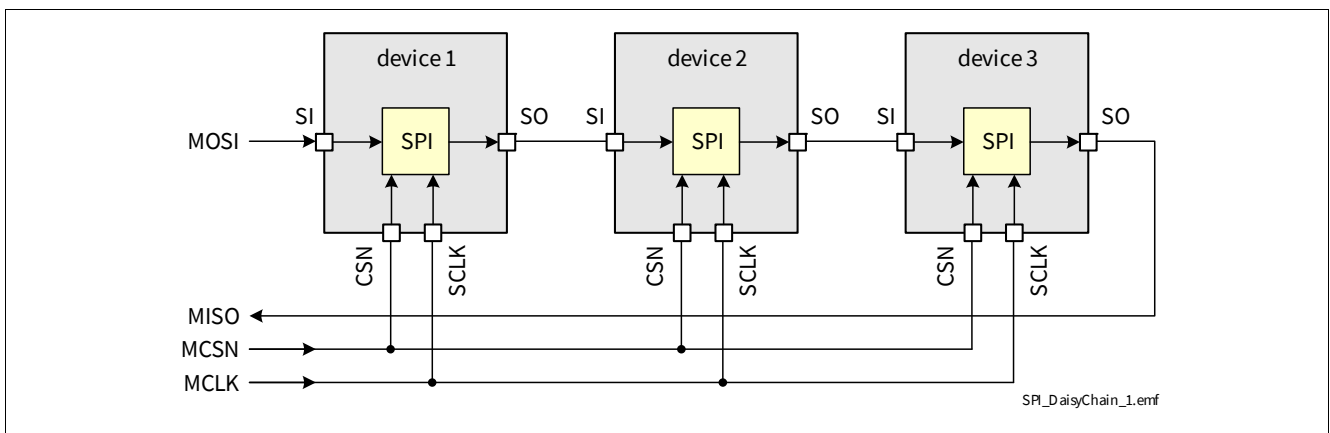 device 1
device 2
device 3
SI
SPI
SO
SI
SPI
SO
SI
SPI
SO
MOSI
CSN
SCLK
CSN
SCLK
CSN
SCLK
MISO
MCSN
MCLK
SPI_DaisyChain_1.emf